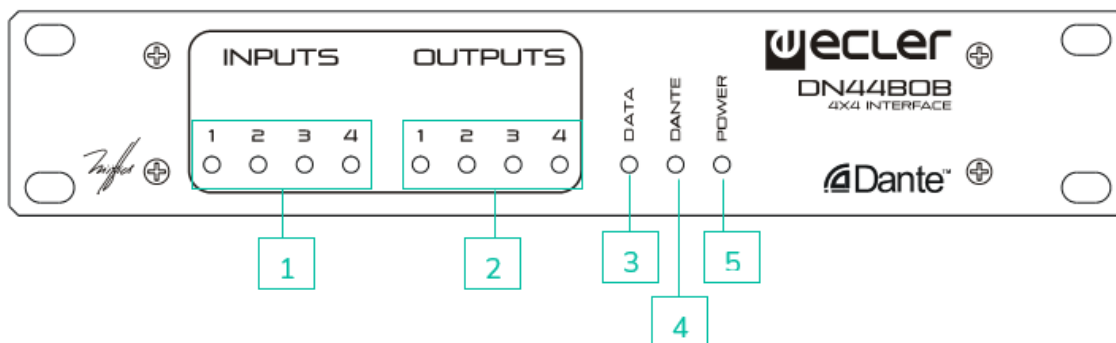 INPUTS OUTPUTS
1 2 3 4 1 2 3 4
DATA
DANTE
POWER
ecler
DN44BOB
4X4 INTERFACE
Dante™
1
2
3
4
5